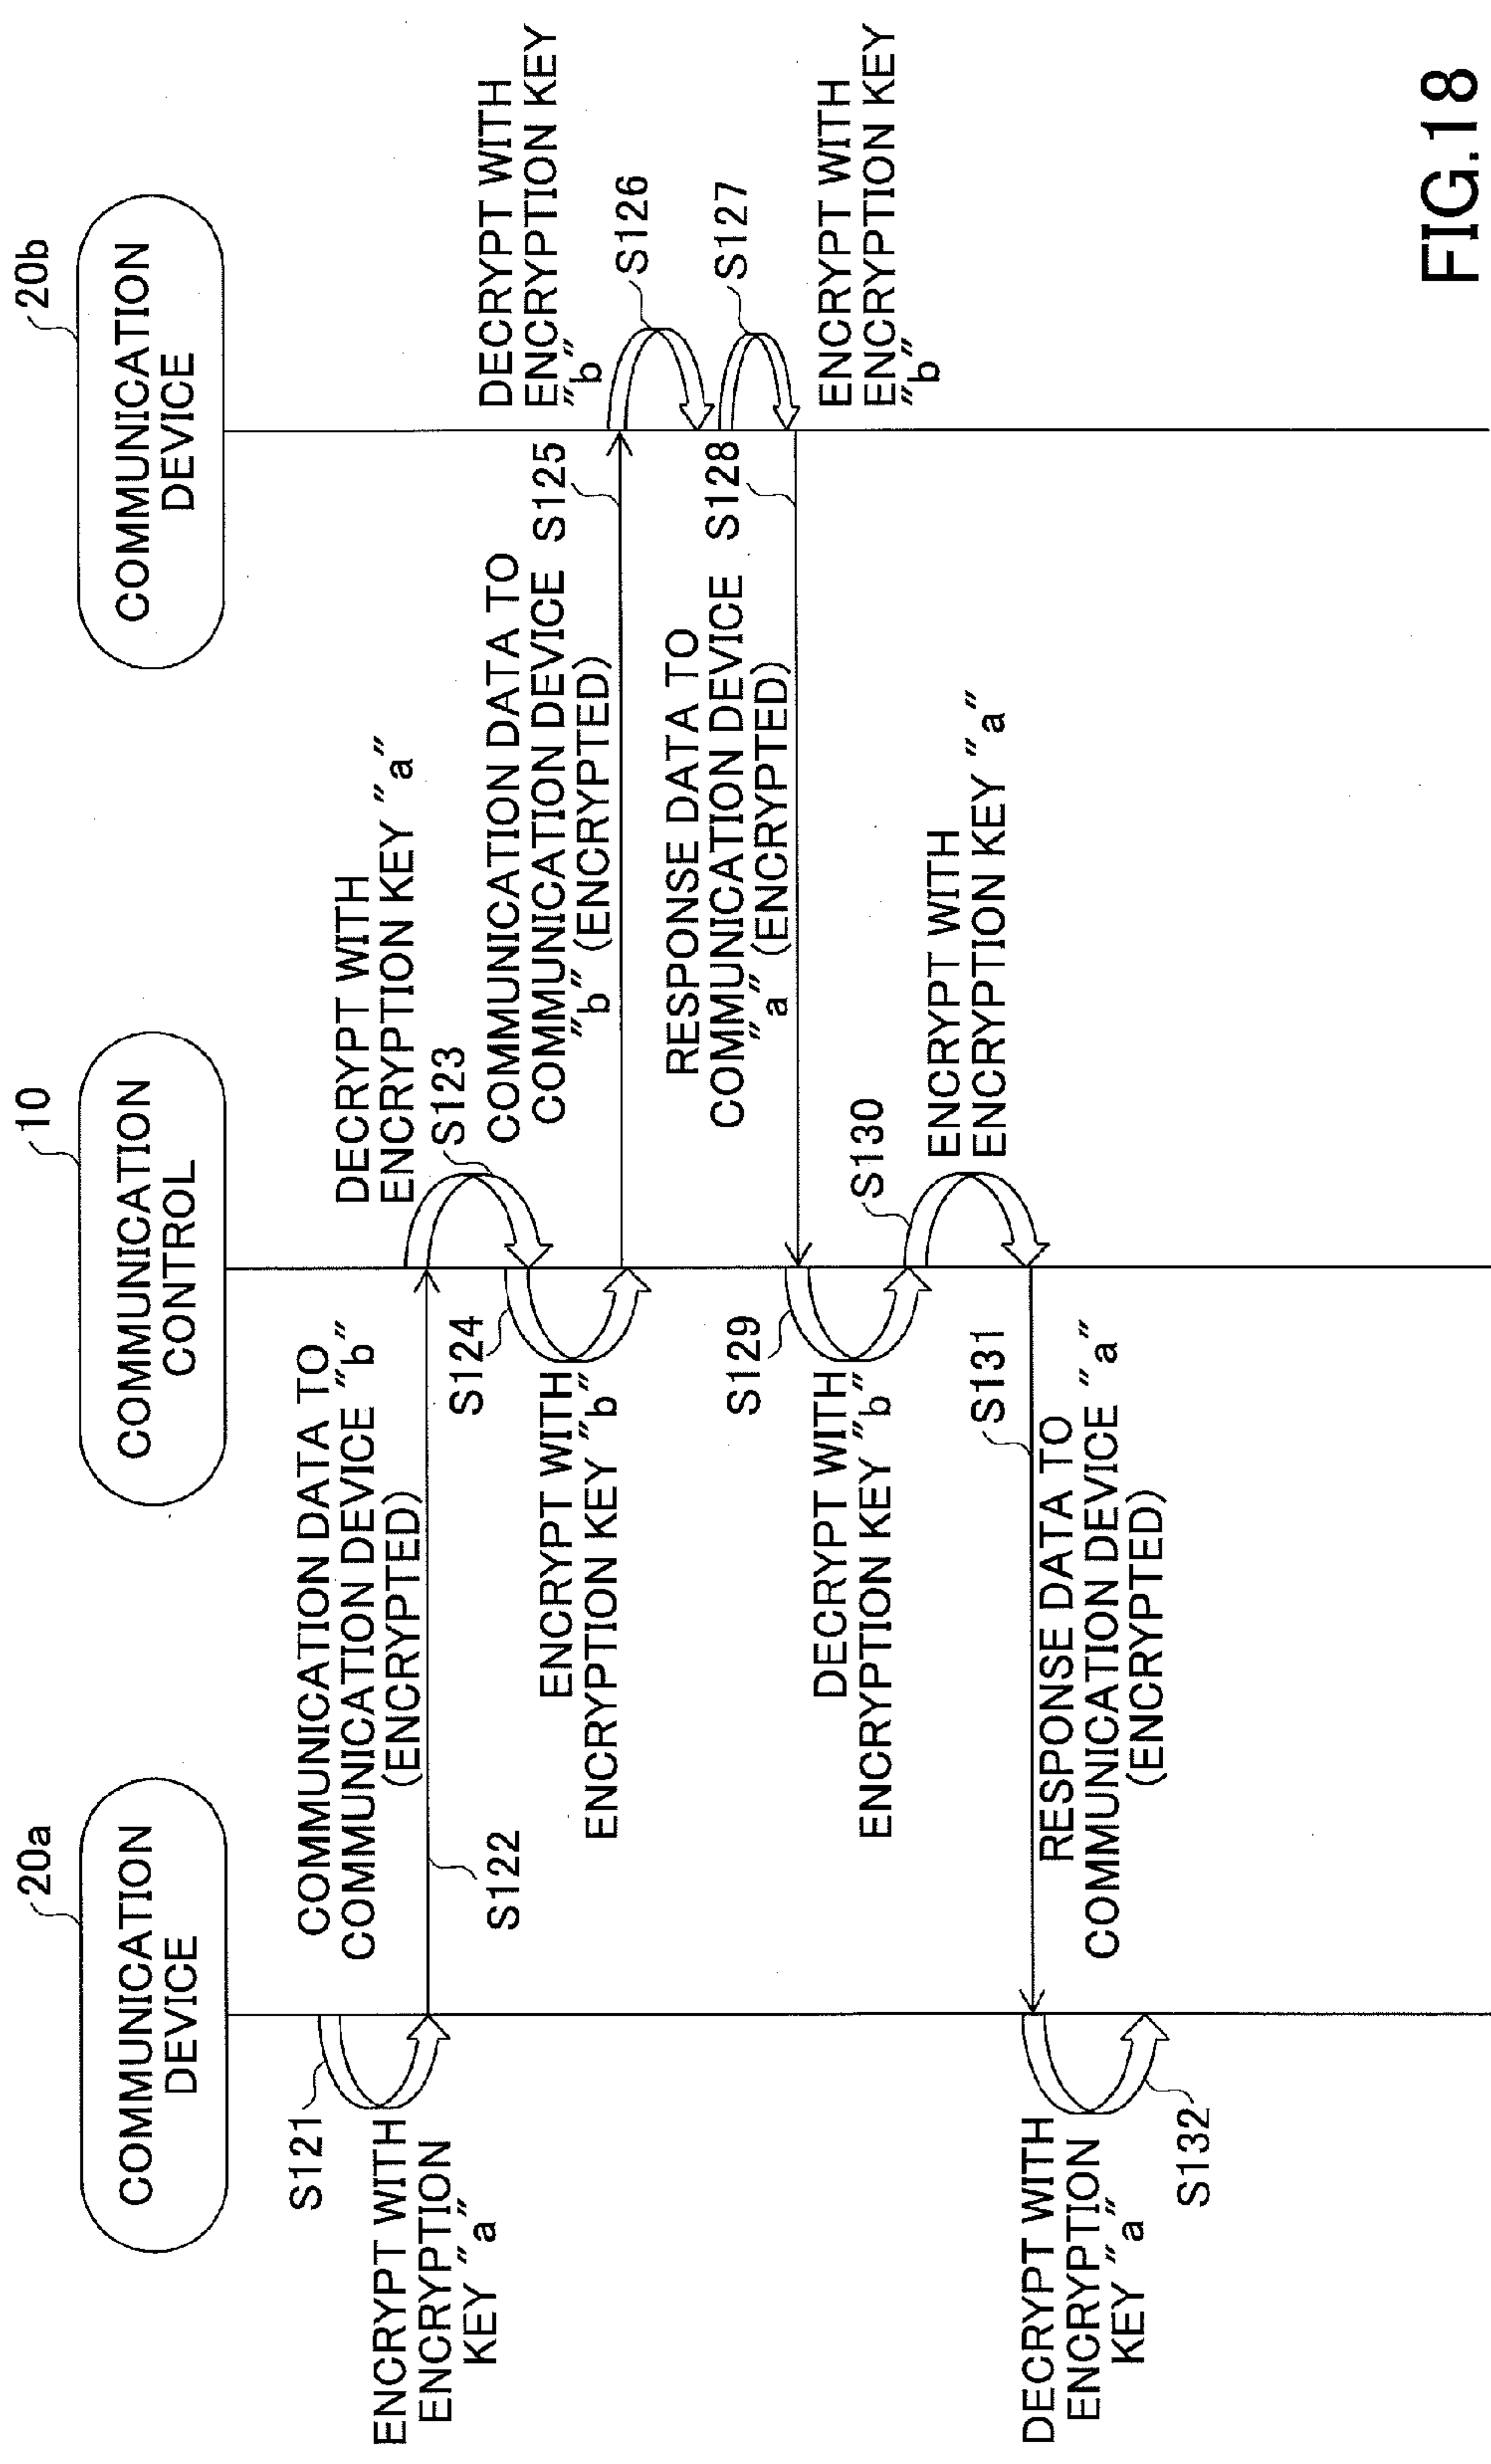 20a
COMMUNICATION
DEVICE
10
COMMUNICATION
CONTROL
20b
COMMUNICATION
DEVICE
S121
ENCRYPT WITH
ENCRYPTION
KEY "a"
COMMUNICATION DATA TO
COMMUNICATION DEVICE "b"
(ENCRYPTED)
S122
DECRYPT WITH
ENCRYPTION KEY "a"
S123
S124
ENCRYPT WITH
ENCRYPTION KEY "b"
COMMUNICATION DATA TO
COMMUNICATION DEVICE
"b" (ENCRYPTED)
S125
DECRYPT WITH
ENCRYPTION KEY
"b"
S126
S127
ENCRYPT WITH
ENCRYPTION KEY
"b"
RESPONSE DATA TO
COMMUNICATION DEVICE
"a" (ENCRYPTED)
S128
S129
DECRYPT WITH
ENCRYPTION KEY "b"
S130
ENCRYPT WITH
ENCRYPTION KEY "a"
S131
RESPONSE DATA TO
COMMUNICATION DEVICE "a"
(ENCRYPTED)
DECRYPT WITH
ENCRYPTION
KEY "a"
S132
FIG.18